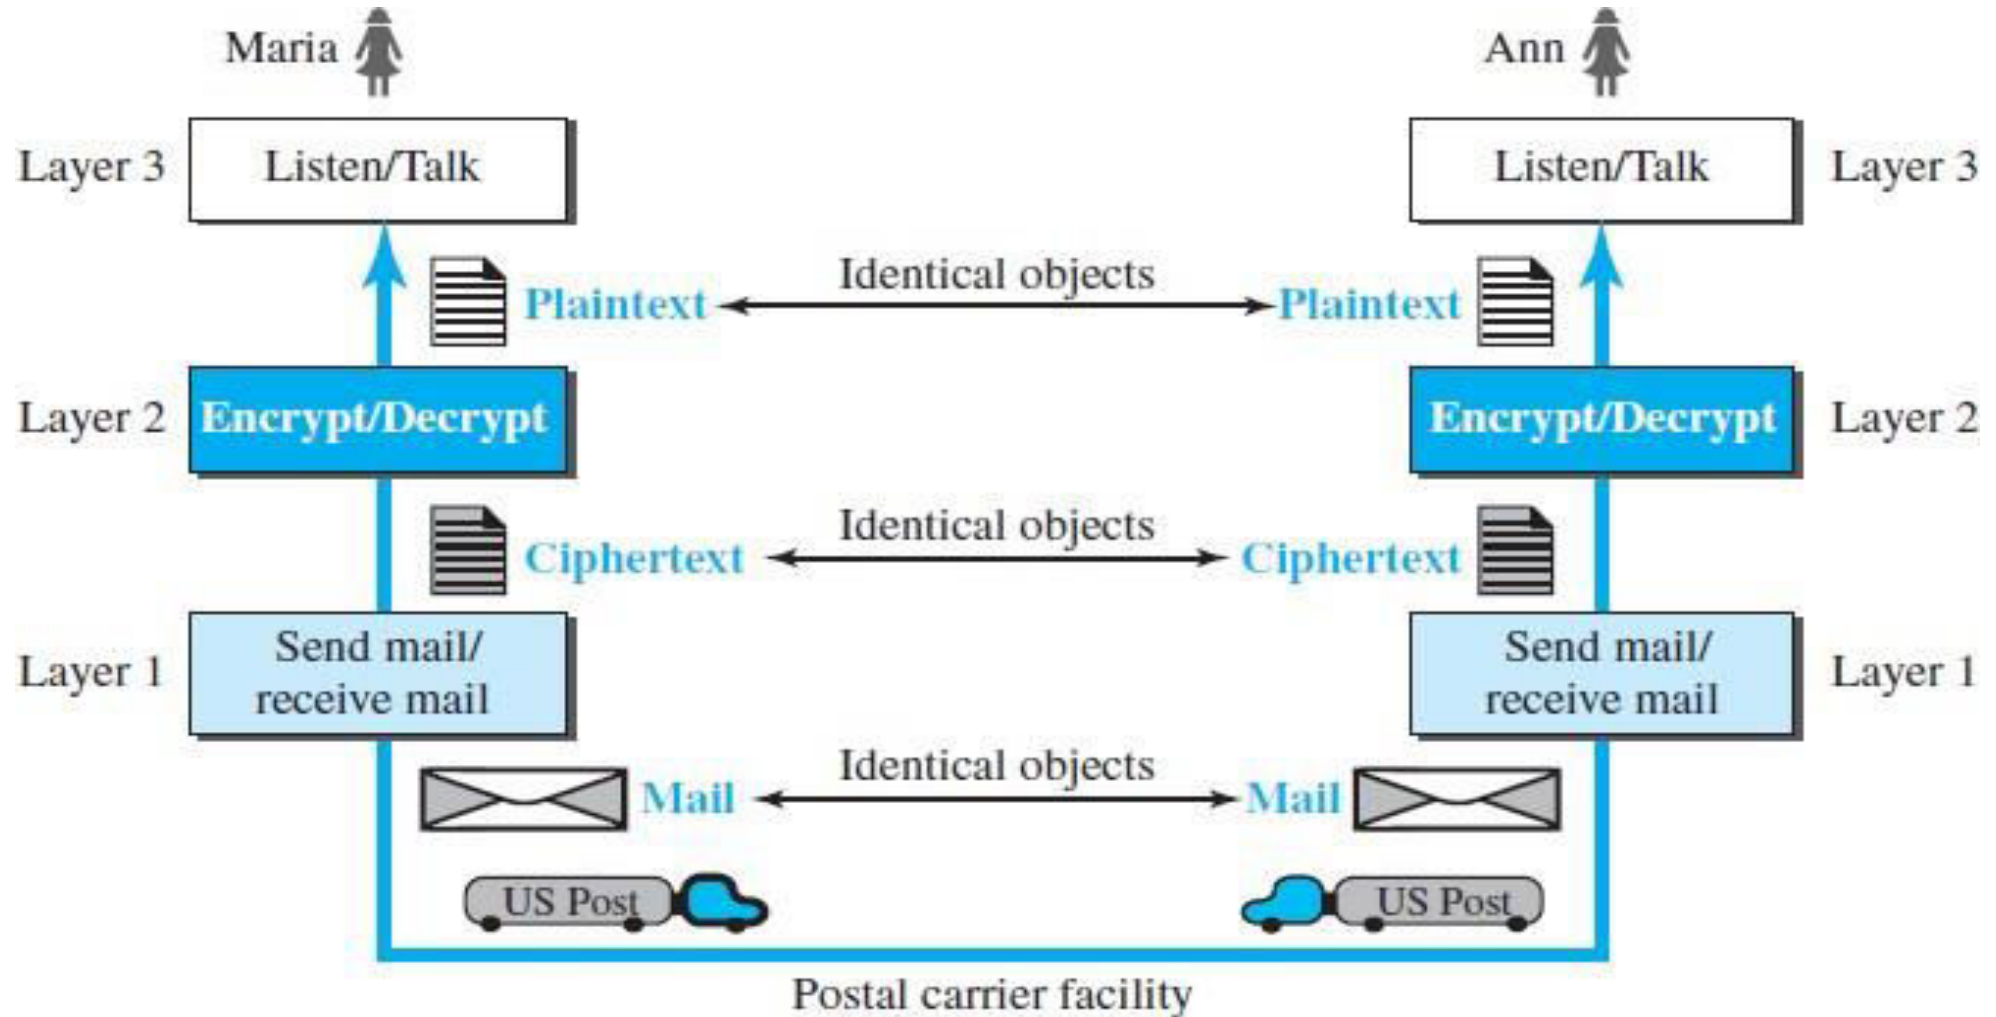 Maria
Ann
Layer 3
Listen/Talk
Listen/Talk
Layer 3
Identical objects
Plaintext
Plaintext
Layer 2
Encrypt/Decrypt
Encrypt/Decrypt
Layer 2
Identical objects
Ciphertext
Ciphertext
Layer 1
Send mail/
receive mail
Send mail/
receive mail
Layer 1
Identical objects
Mail
Mail
US Post
US Post
Postal carrier facility